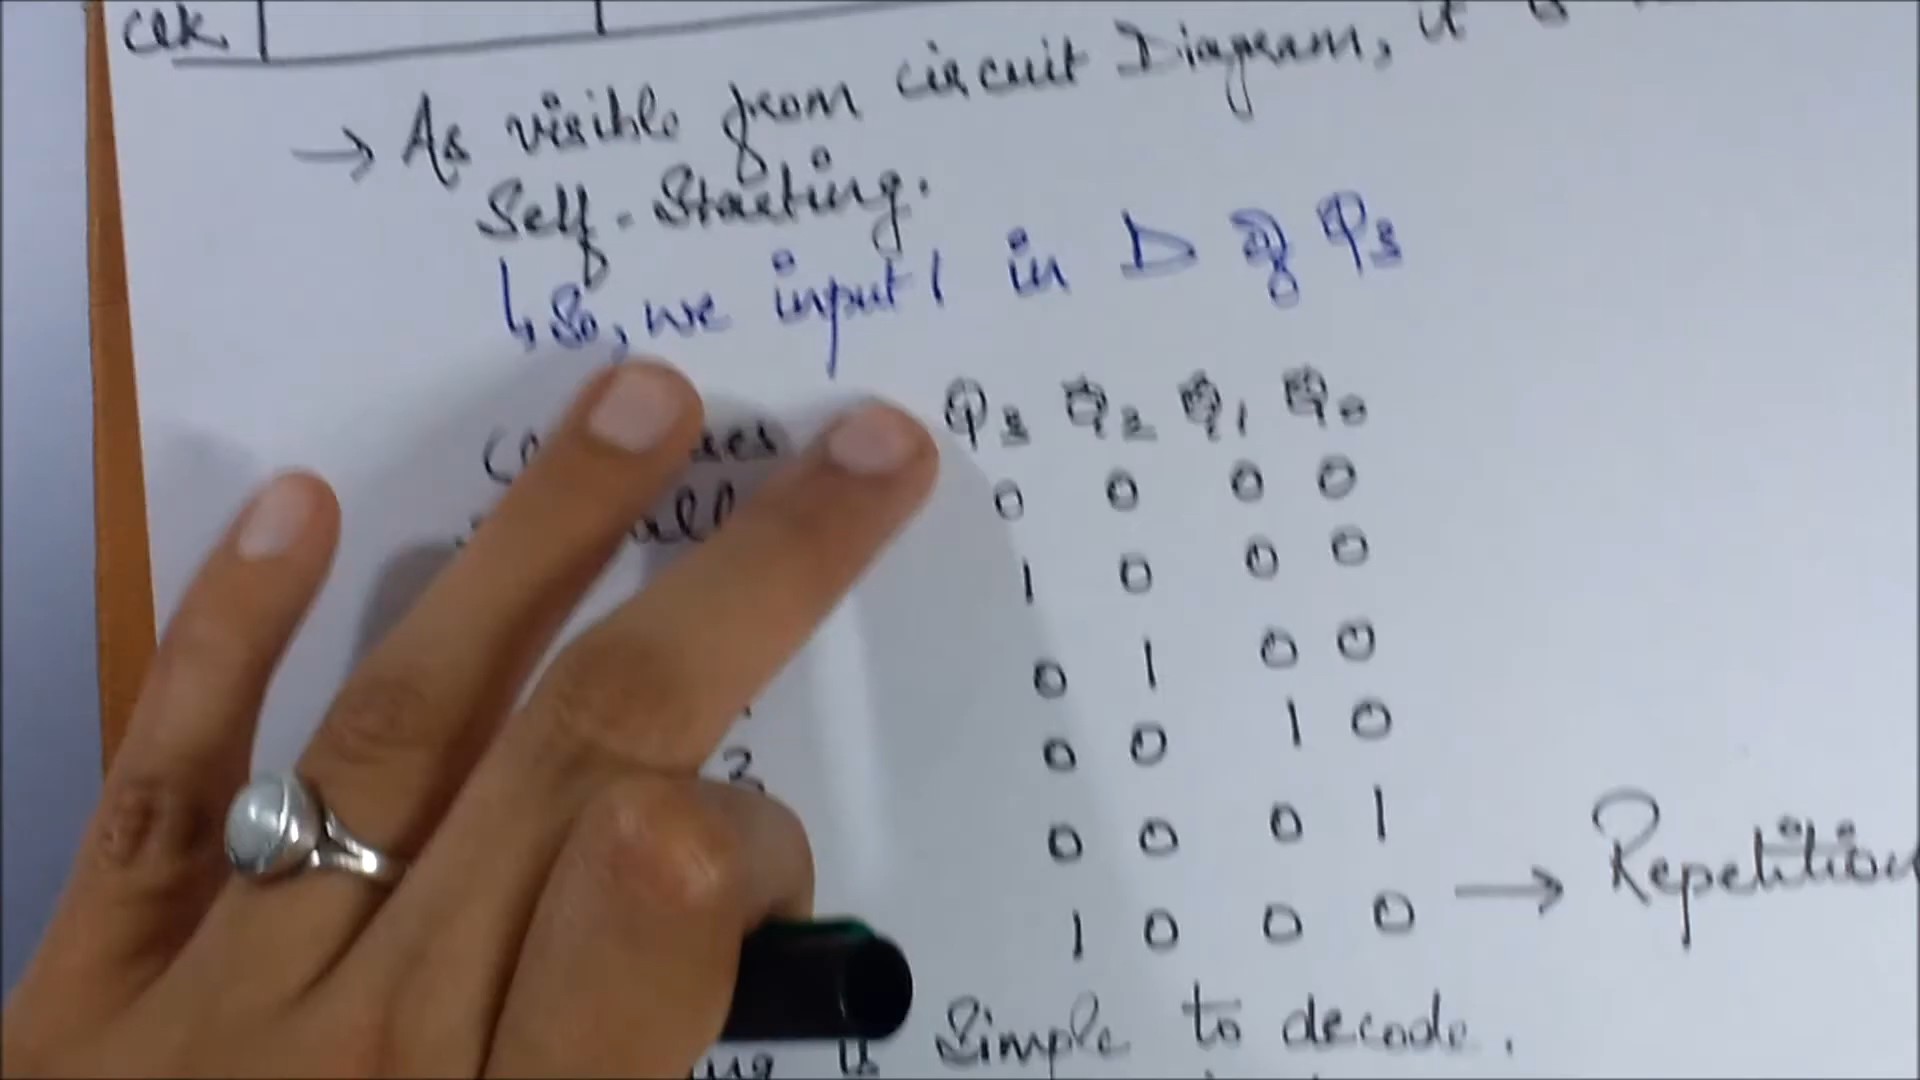 Clk
→ As visible from circuit Diagram, it
Self-Starting.
↳ So, we input 1 in D of Q3
Q3 Q2 Q1 Q0
0 0 0 0
1 0 0 0
0 1 0 0
2 0 0 1 0
0 0 0 1
1 0 0 0 → Repetition
is Simple to decode.